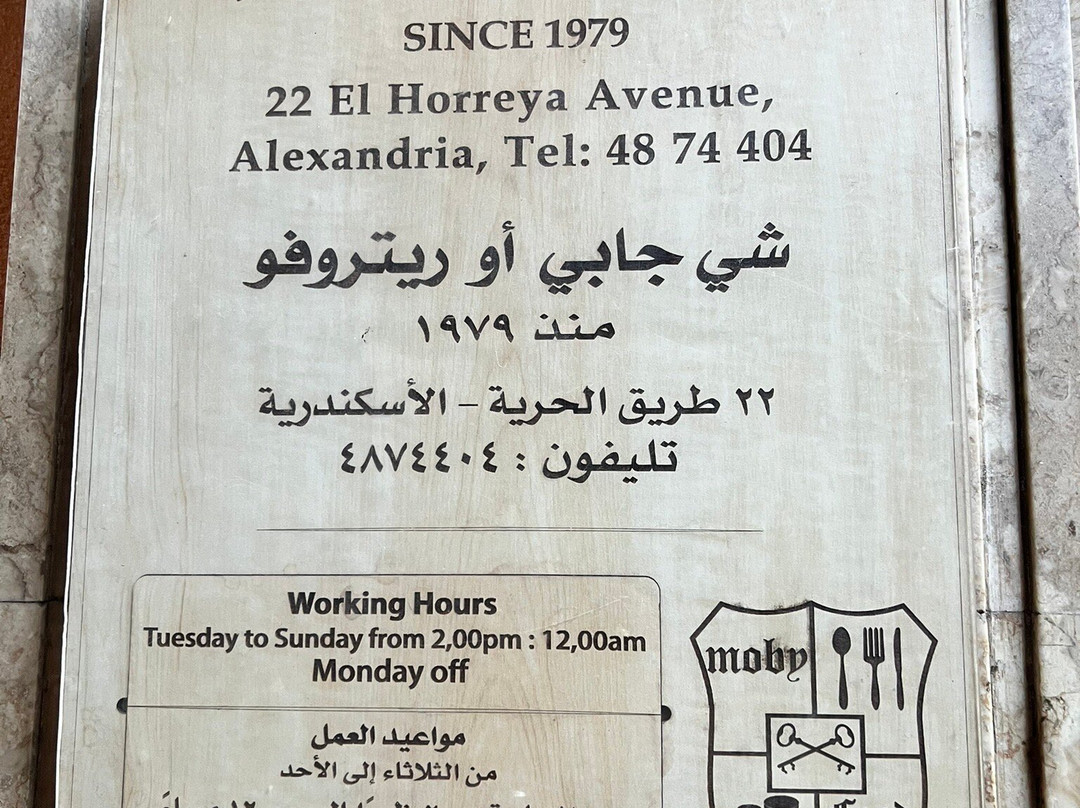 SINCE 1979
22 El Horreya Avenue,
Alexandria, Tel: 48 74 404
شي جابي أو ريتروفو
منذ ١٩٧٩
٢٢ طريق الحرية – الأسكندرية
تليفون : ٤٨٧٤٤٠٤
Working Hours
Tuesday to Sunday from 2,00pm : 12,00am
Monday off
moby
مواعيد العمل
من الثلاثاء إلى الأحد